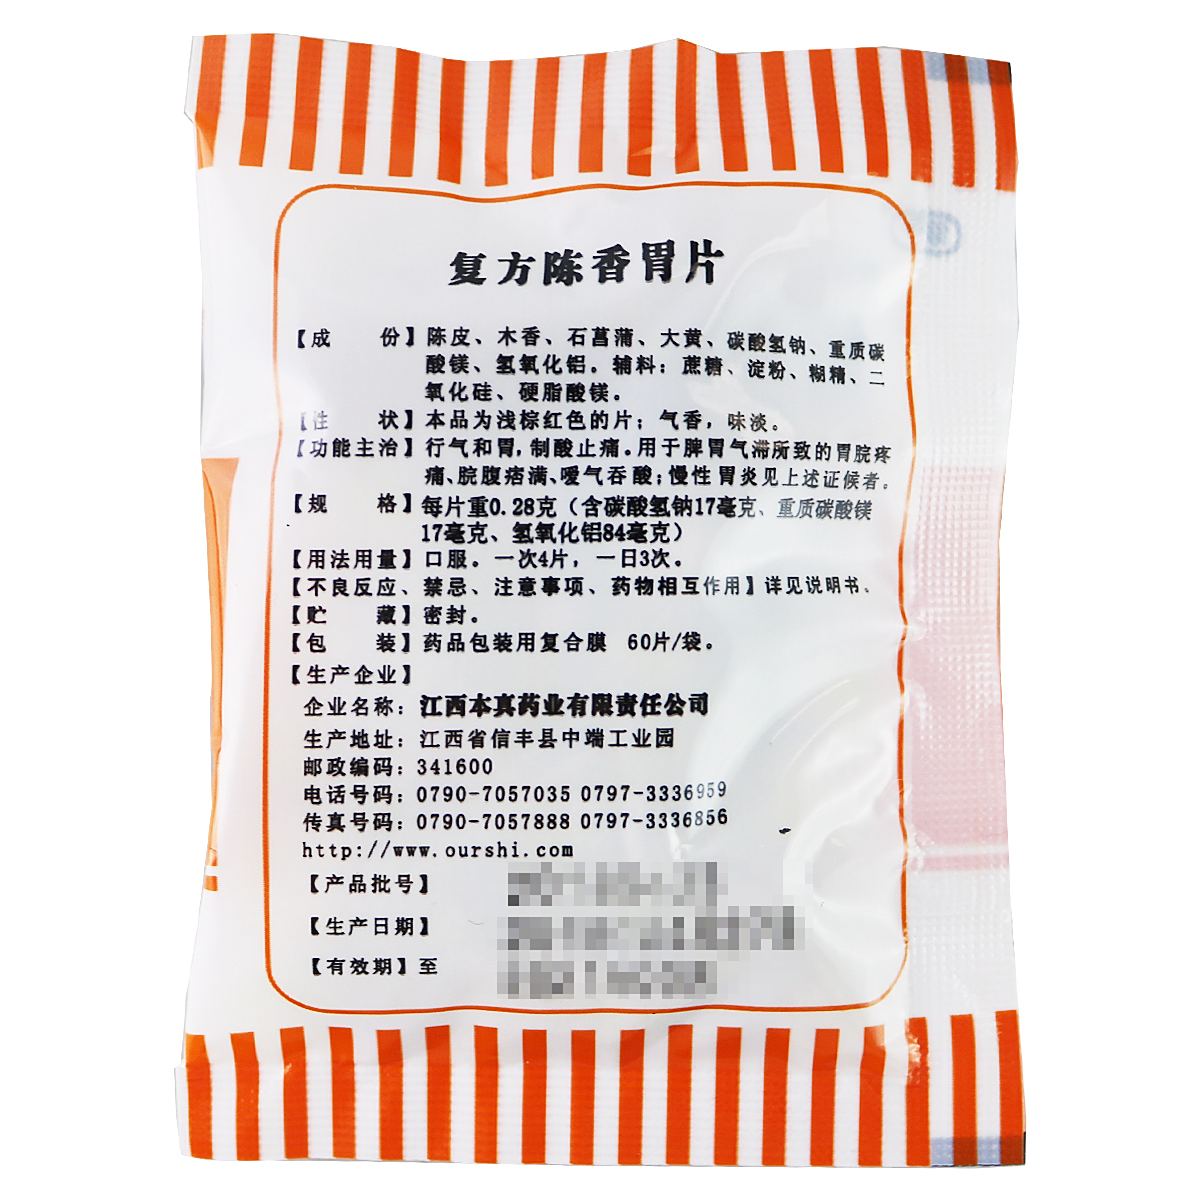 复方陈香胃片
【成 份】陈皮、木香、石菖蒲、大黄、碳酸氢钠、重质碳
酸镁、氢氧化铝。辅料：蔗糖、淀粉、糊精、二
氧化硅、硬脂酸镁。
【性 状】本品为浅棕红色的片；气香，味淡。
【功能主治】行气和胃，制酸止痛。用于脾胃气滞所致的胃脘疼
痛、脘腹痞满、嗳气吞酸；慢性胃炎见上述证候者。
【规 格】每片重0.28克（含碳酸氢钠17毫克、重质碳酸镁
17毫克、氢氧化铝84毫克）
【用法用量】口服。一次4片，一日3次。
【不良反应、禁忌、注意事项、药物相互作用】详见说明书。
【贮 藏】密封。
【包 装】药品包装用复合膜 60片/袋。
【生产企业】
企业名称：江西本真药业有限责任公司
生产地址：江西省信丰县中端工业园
邮政编码：341600
电话号码：0790-7057035 0797-3336959
传真号码：0790-7057888 0797-3336856
http://www.ourshi.com
【产品批号】
【生产日期】
【有效期】至